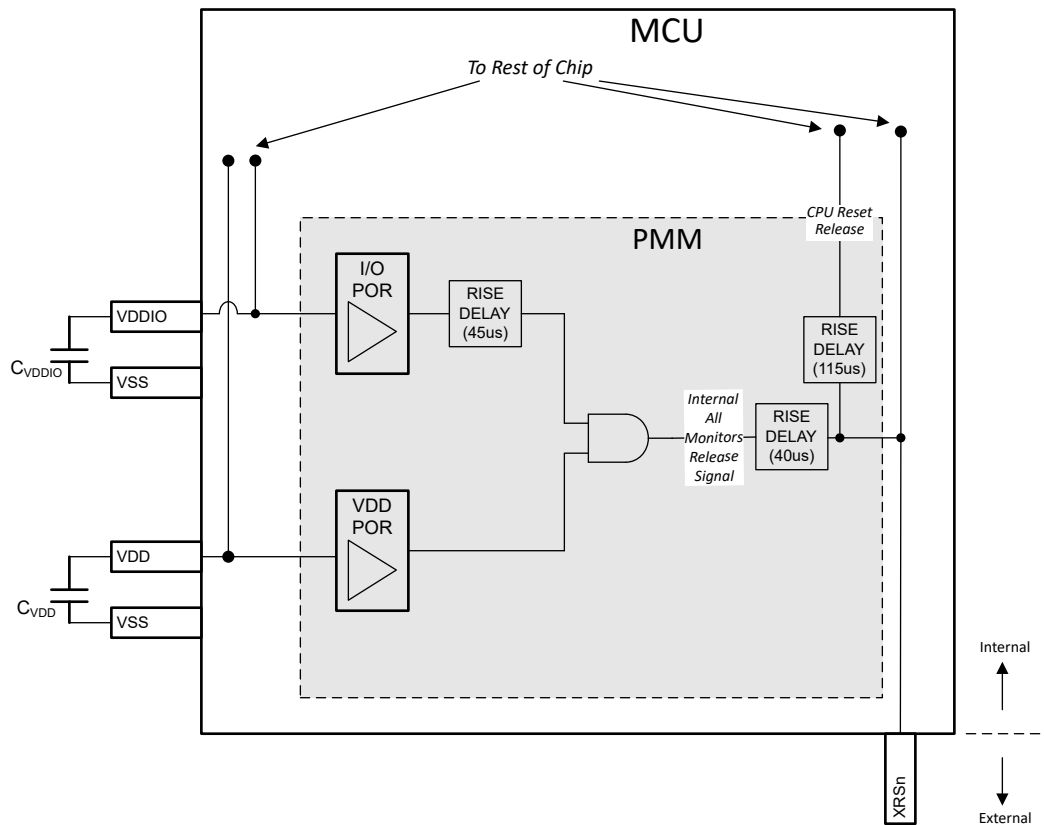 MCU
To Rest of Chip
CPU Reset
Release
PMM
I/O
POR
RISE
DELAY
(45us)
VDDIO
CVDDIO
VSS
RISE
DELAY
(115us)
Internal
All
Monitors
Release
Signal
RISE
DELAY
(40us)
VDD
POR
VDD
CVDD
VSS
Internal
XRSn
External